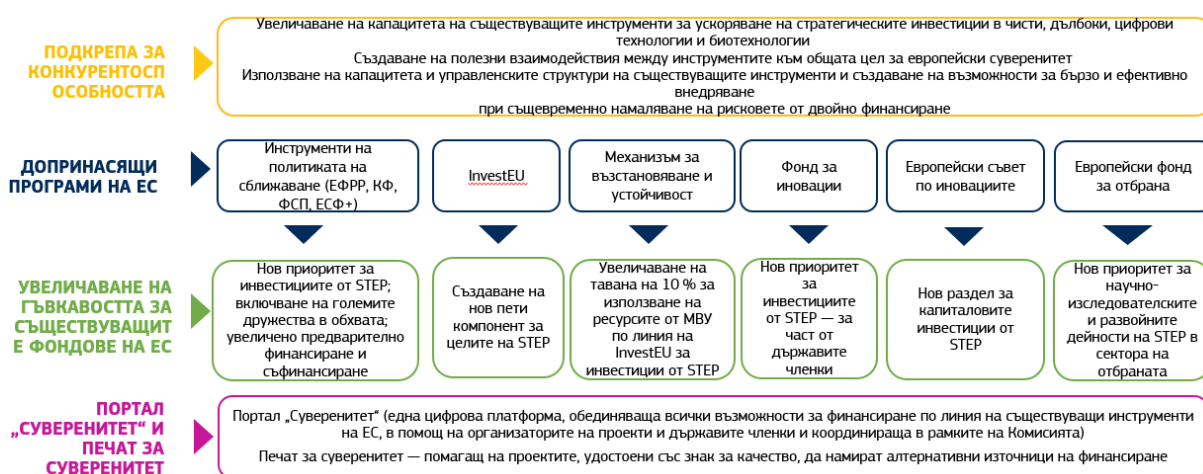 ПОДКРЕПА ЗА
КОНКУРЕНТОСП
ОСОБНОСТТА
Увеличаване на капацитета на съществуващите инструменти за ускоряване на стратегическите инвестиции в чисти, дълбоки, цифрови
технологии и биотехнологии
Създаване на полезни взаимодействия между инструментите към общата цел за европейски суверенитет
Използване на капацитета и управленските структури на съществуващите инструменти и създаване на възможности за бързо и ефективно
внедряване
при същевременно намаляване на рисковете от двойно финансиране
ДОПРИНАСЯЩИ
ПРОГРАМИ НА ЕС
Инструменти на
политиката на
сближаване (ЕФРР, КФ,
ФСП, ЕСФ+)
InvestEU
Механизъм за
възстановяване и
устойчивост
Фонд за
иновации
Европейски съвет
по иновациите
Европейски фонд
за отбрана
УВЕЛИЧАВАНЕ НА
ГЪВКАВОСТТА ЗА
СЪЩЕСТВУВАЩИТ
Е ФОНДОВЕ НА ЕС
Нов приоритет за
инвестициите от STEP;
включване на големите
дружества в обхвата;
увеличено предварително
финансиране и
съфинансиране
Създаване на
нов пети
компонент за
целите на STEP
Увеличаване на
тавана на 10 % за
използване на
ресурсите от МВУ
по линия на
InvestEU за
инвестиции от STEP
Нов приоритет
за
инвестициите
от STEP — за
част от
държавите
членки
Нов раздел за
капиталовите
инвестиции от
STEP
Нов приоритет за
научно-
изследователските
и развойните
дейности на STEP в
сектора на
отбраната
ПОРТАЛ
„СУВЕРЕНИТЕТ“ И
ПЕЧАТ ЗА
СУВЕРЕНИТЕТ
Портал „Суверенитет“ (една цифрова платформа, обединяваща всички възможности за финансиране по линия на съществуващи инструменти
на ЕС, в помощ на организаторите на проекти и държавите членки и координираща в рамките на Комисията)
Печат за суверенитет — помагащ на проектите, удостоени със знак за качество, да намират алтернативни източници на финансиране